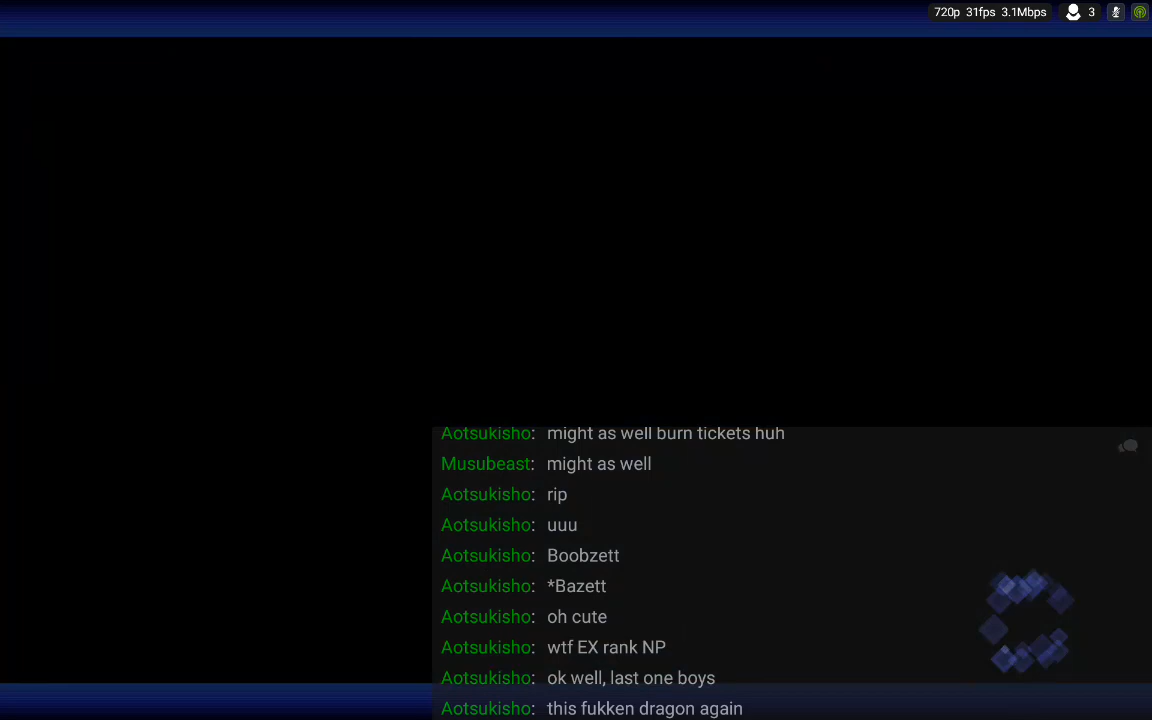 720p 31fps 3.1Mbps 3
Aotsukisho: might as well burn tickets huh
Musubeast: might as well
Aotsukisho: rip
Aotsukisho: uuu
Aotsukisho: Boobzett
Aotsukisho: *Bazett
Aotsukisho: oh cute
Aotsukisho: wtf EX rank NP
Aotsukisho: ok well, last one boys
Aotsukisho: this fukken dragon again